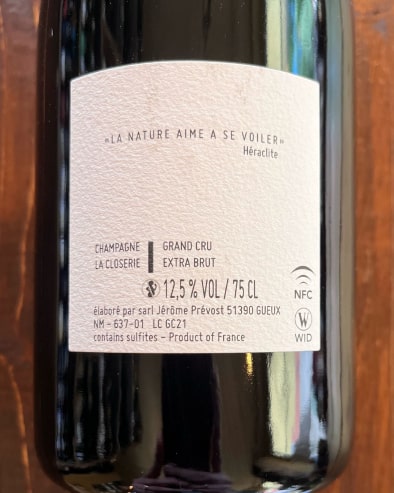 «LA NATURE AIME A SE VOILER»
Héraclite
CHAMPAGNE
LA CLOSERIE
GRAND CRU
EXTRA BRUT
12,5 % VOL / 75 CL
élaboré par sarl Jérôme Prévost 51390 GUEUX
NM - 637-01 LC GC21
contains sulfites – Product of France
NFC
W
WID